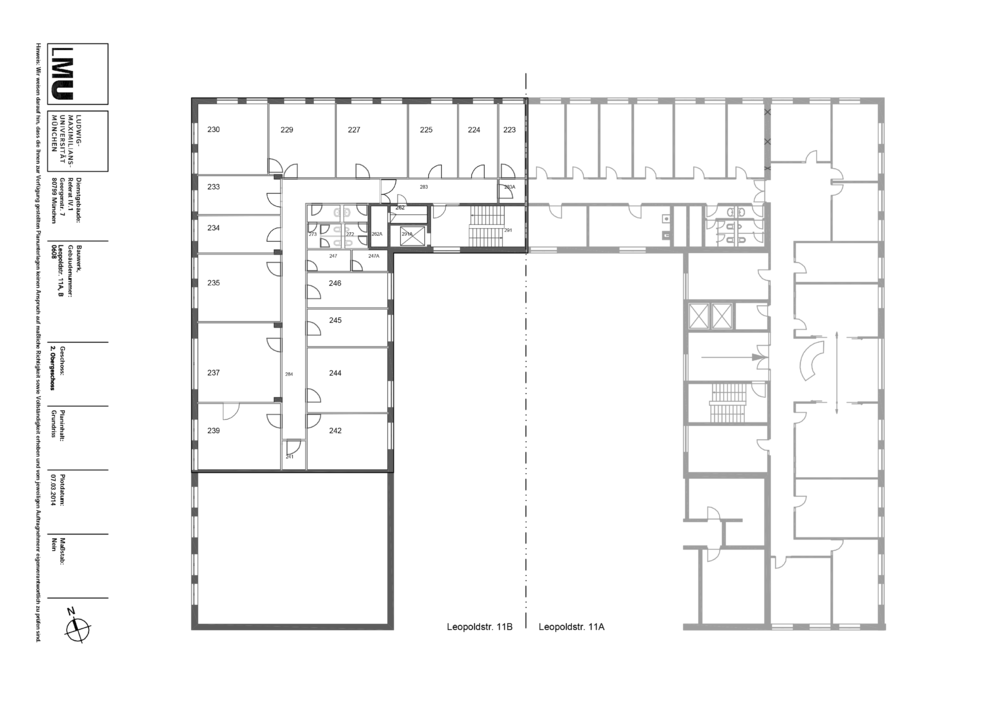 LMU
LUDWIG-
MAXIMILIANS-
UNIVERSITÄT
MÜNCHEN
Dienstgebäude:
Referat IV.1
Georgenstr. 7
80799 München
Bauwerk,
Gebäudenummer:
Leopoldstr. 11A, B
0608
Geschoss:
2. Obergeschoss
Planinhalt:
Grundriss
Plotdatum:
07.03.2014
Maßstab:
Nein
N
Hinweis: Wir weisen darauf hin, dass die Ihnen zur Verfügung gestellten Planunterlagen keinen Anspruch auf maßliche Richtigkeit sowie Vollständigkeit erheben und vom jeweiligen Auftragnehmer eigenverantwortlich zu prüfen sind.
230
229
227
225
224
223
233
283
283A
282
234
273
272
282A
291A
291
247
247A
235
246
245
237
284
244
239
242
241
Leopoldstr. 11B
Leopoldstr. 11A